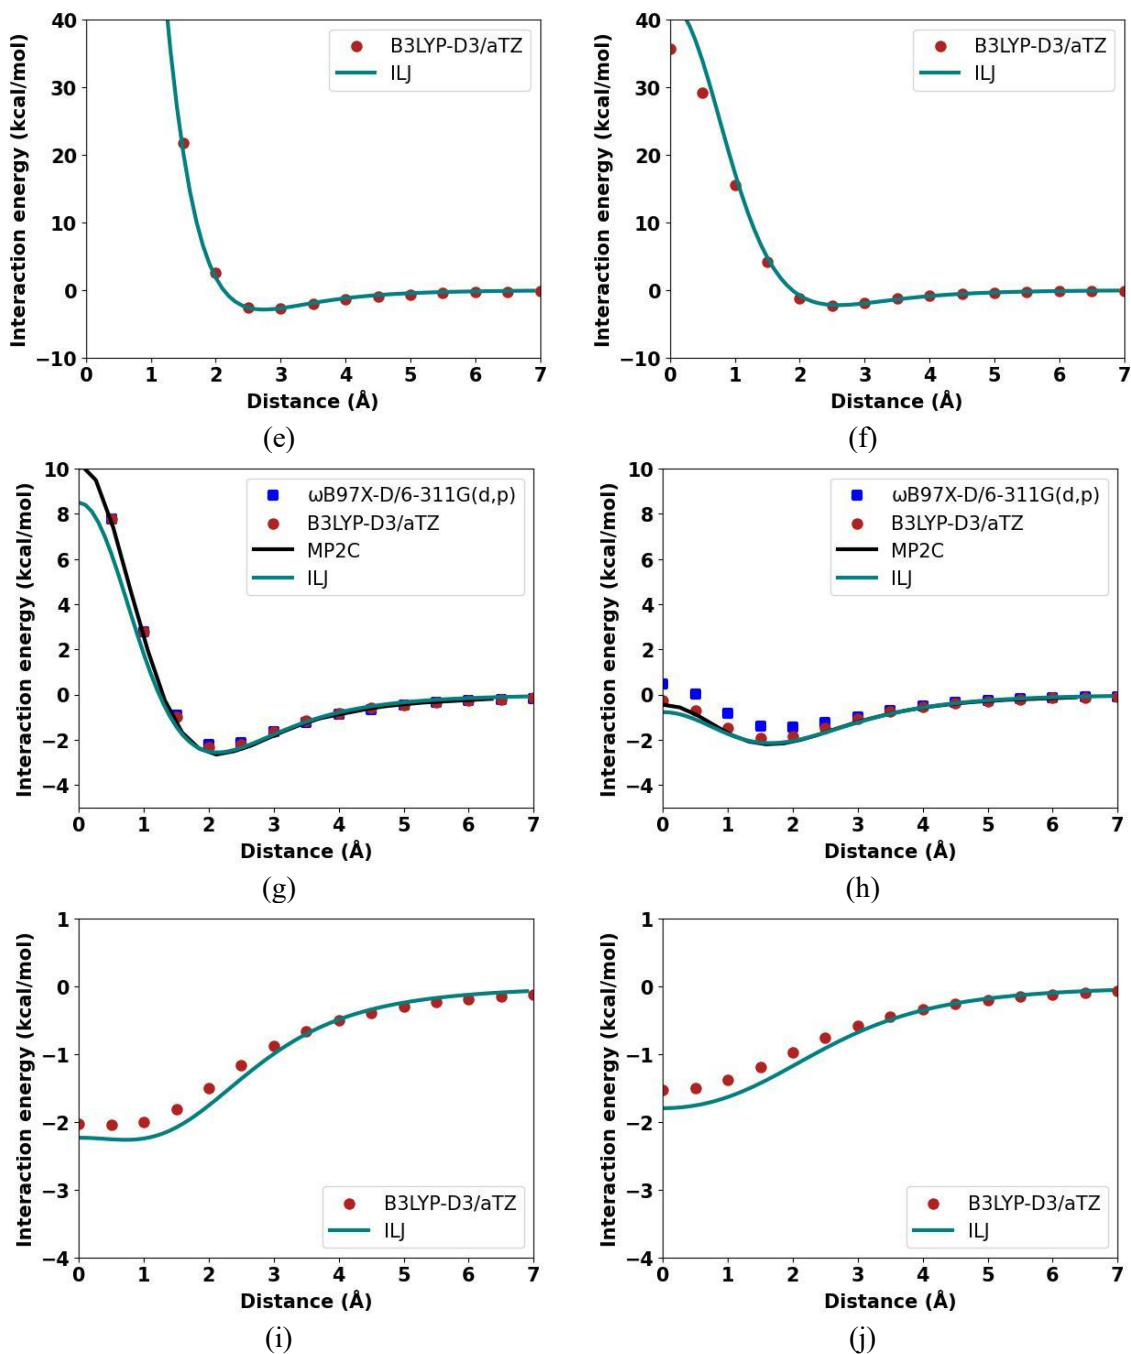 40
30
20
10
0
−10
Interaction energy (kcal/mol)
B3LYP-D3/aTZ
ILJ
0 1 2 3 4 5 6 7
Distance (Å)
(e)
40
30
20
10
0
−10
Interaction energy (kcal/mol)
B3LYP-D3/aTZ
ILJ
0 1 2 3 4 5 6 7
Distance (Å)
(f)
10
8
6
4
2
0
−2
−4
Interaction energy (kcal/mol)
ωB97X-D/6-311G(d,p)
B3LYP-D3/aTZ
MP2C
ILJ
0 1 2 3 4 5 6 7
Distance (Å)
(g)
10
8
6
4
2
0
−2
−4
Interaction energy (kcal/mol)
ωB97X-D/6-311G(d,p)
B3LYP-D3/aTZ
MP2C
ILJ
0 1 2 3 4 5 6 7
Distance (Å)
(h)
1
0
−1
−2
−3
−4
Interaction energy (kcal/mol)
B3LYP-D3/aTZ
ILJ
0 1 2 3 4 5 6 7
Distance (Å)
(i)
1
0
−1
−2
−3
−4
Interaction energy (kcal/mol)
B3LYP-D3/aTZ
ILJ
0 1 2 3 4 5 6 7
Distance (Å)
(j)